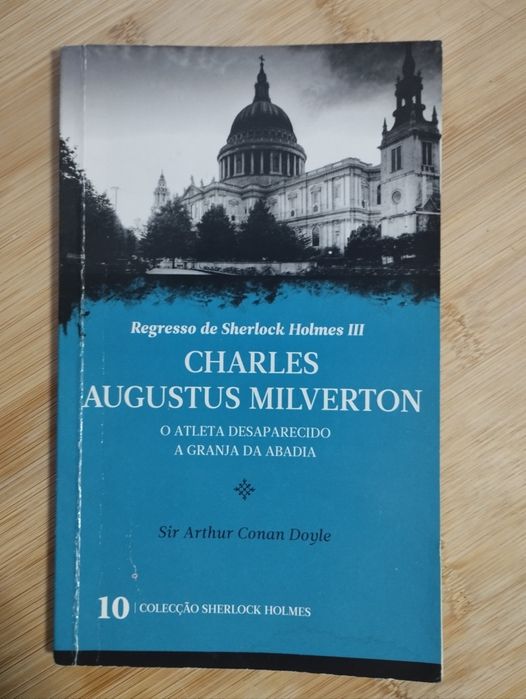 Regresso de Sherlock Holmes III
CHARLES
AUGUSTUS MILVERTON
O ATLETA DESAPARECIDO
A GRANJA DA ABADIA
Sir Arthur Conan Doyle
10 | COLECÇÃO SHERLOCK HOLMES